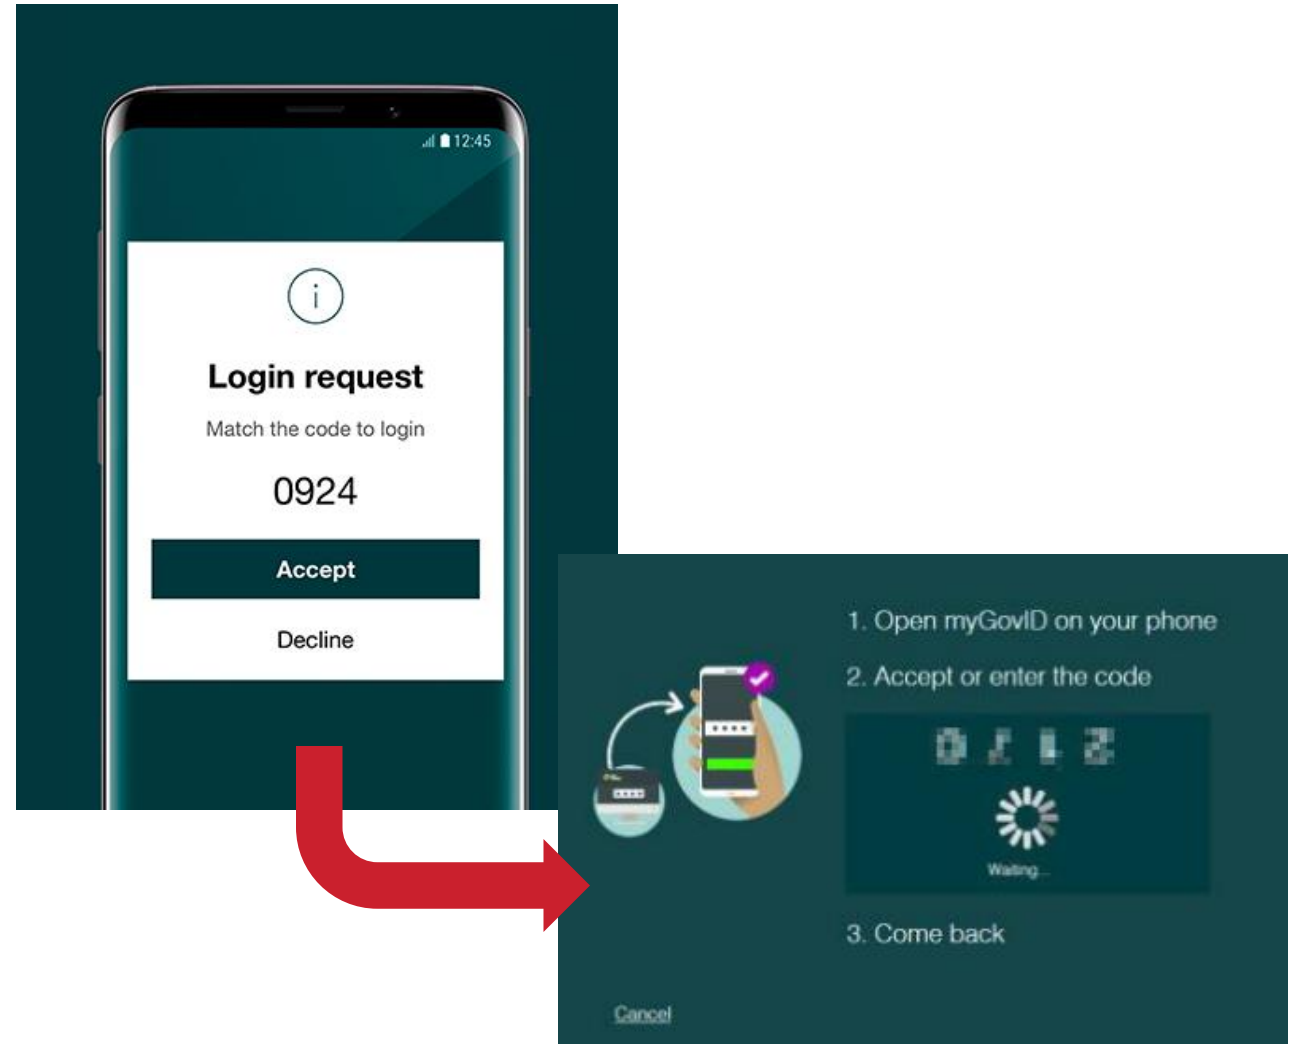 12:45
i
Login request
Match the code to login
0924
Accept
Decline
1. Open myGovID on your phone
2. Accept or enter the code
Waiting...
3. Come back
Cancel